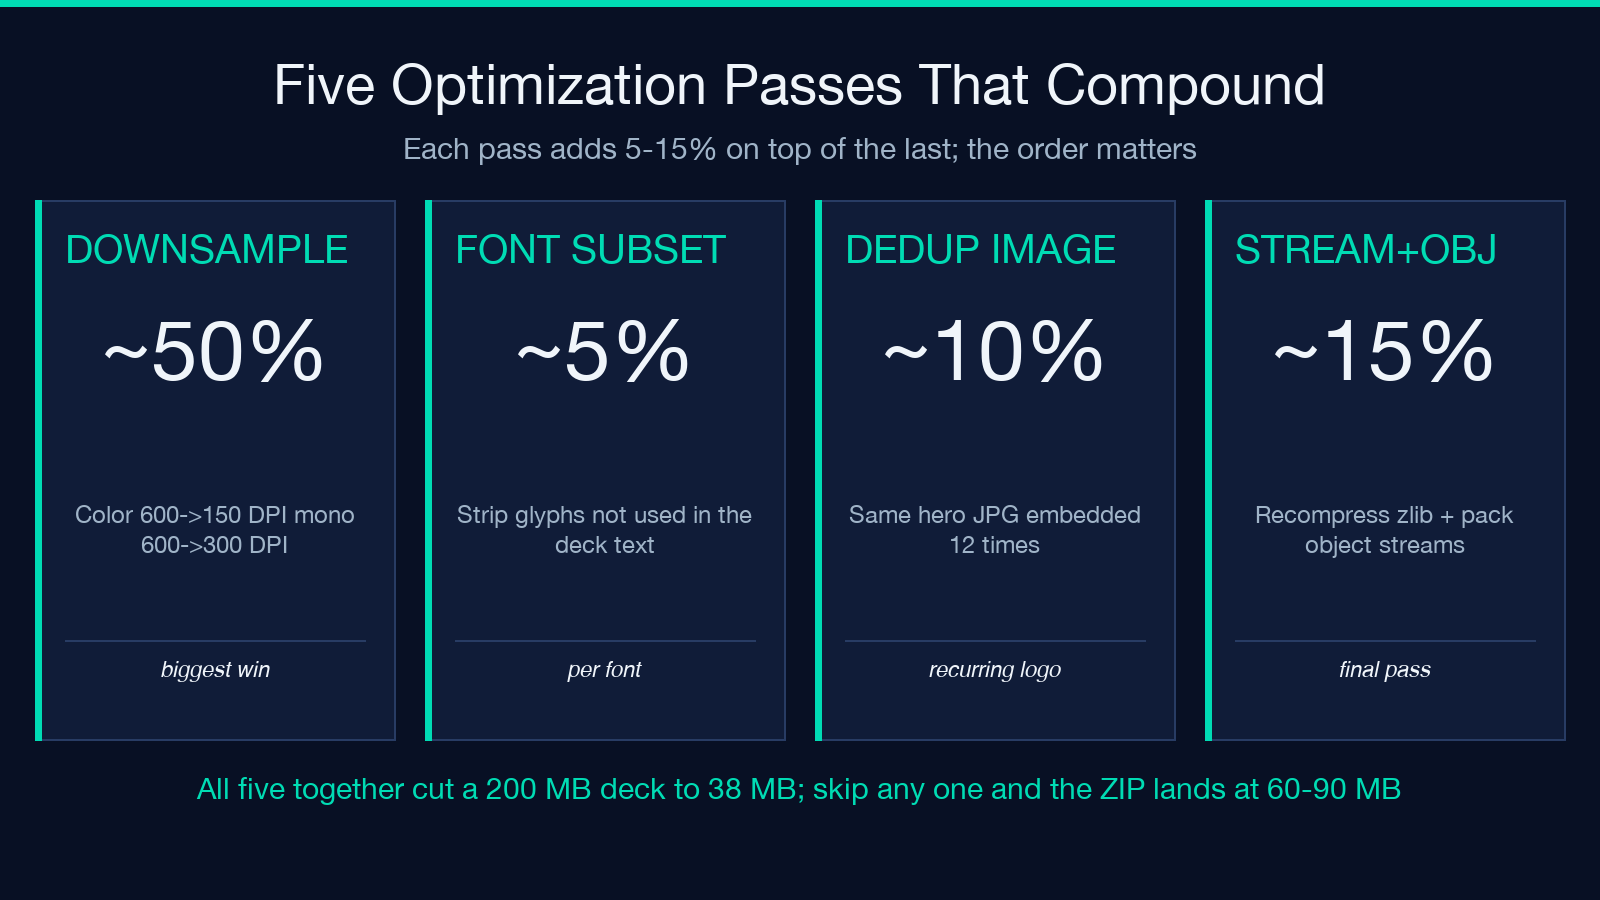 Five Optimization Passes That Compound
Each pass adds 5-15% on top of the last; the order matters
DOWNSAMPLE
~50%
Color 600->150 DPI mono
600->300 DPI
biggest win
FONT SUBSET
~5%
Strip glyphs not used in the
deck text
per font
DEDUP IMAGE
~10%
Same hero JPG embedded
12 times
recurring logo
STREAM+OBJ
~15%
Recompress zlib + pack
object streams
final pass
All five together cut a 200 MB deck to 38 MB; skip any one and the ZIP lands at 60-90 MB